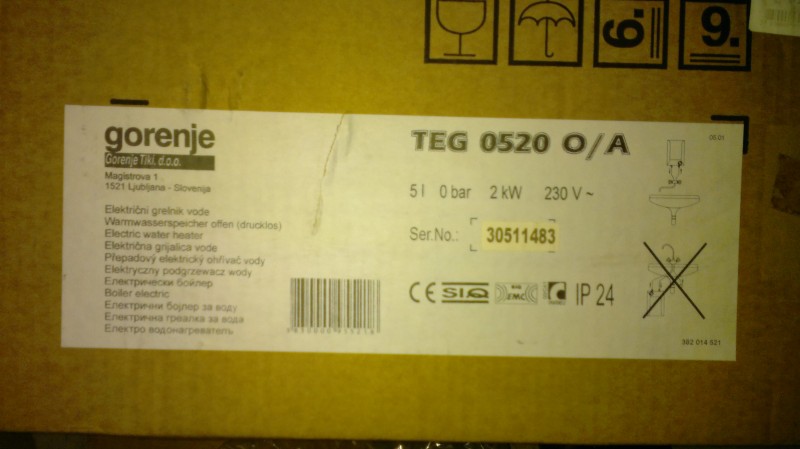 6. 9.
gorenje
Gorenje Tiki, d.o.o.
Magistrova 1
1521 Ljubljana - Slovenija
Električni grelnik vode
Warmwasserspeicher offen (drucklos)
Electric water heater
Električna grijalica vode
Přepadový elektrický ohřívač vody
Elektryczny podgrzewacz wody
Електрически бойлер
Boiler electric
Електрични бојлер за воду
Електрична греалка за вода
Електро водонагреватель
TEG 0520 O/A
5 l 0 bar 2 kW 230 V ~
Ser.No.: 30511483
CE SIQ EMC IP 24
05.01
382 014 521